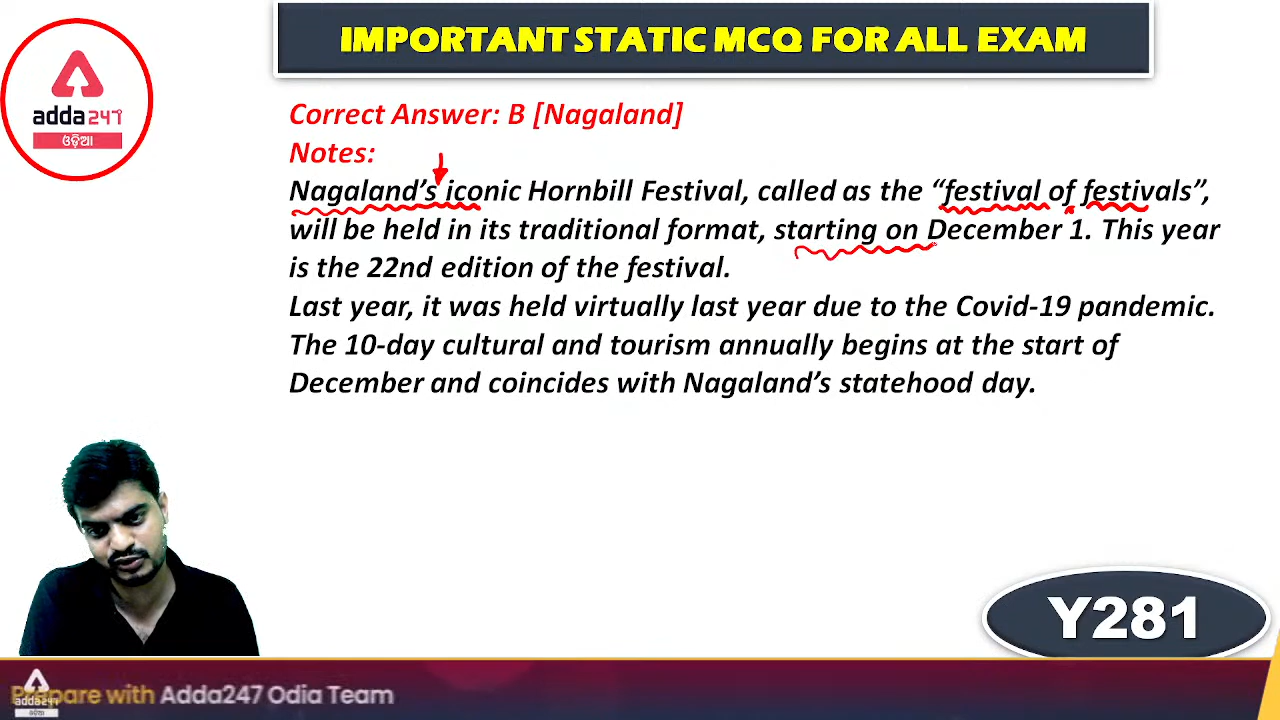 IMPORTANT STATIC MCQ FOR ALL EXAM
adda247
ଓଡ଼ିଆ
Correct Answer: B [Nagaland]
Notes:
Nagaland’s iconic Hornbill Festival, called as the “festival of festivals”,
will be held in its traditional format, starting on December 1. This year
is the 22nd edition of the festival.
Last year, it was held virtually last year due to the Covid-19 pandemic.
The 10-day cultural and tourism annually begins at the start of
December and coincides with Nagaland’s statehood day.
Y281
Prepare with Adda247 Odia Team
adda247
ଓଡ଼ିଆ